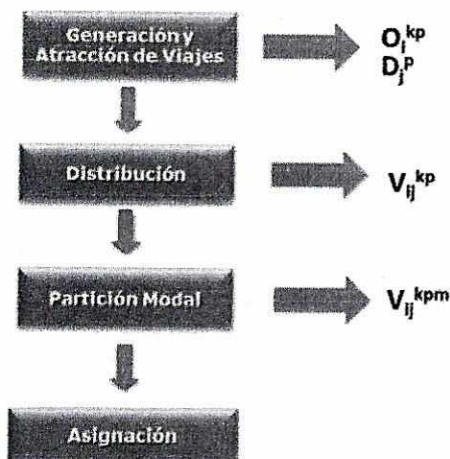 Generación y
Atracción de Viajes
O_i^kp
D_j^p
Distribución
V_ij^kp
Partición Modal
V_ij^kpm
Asignación